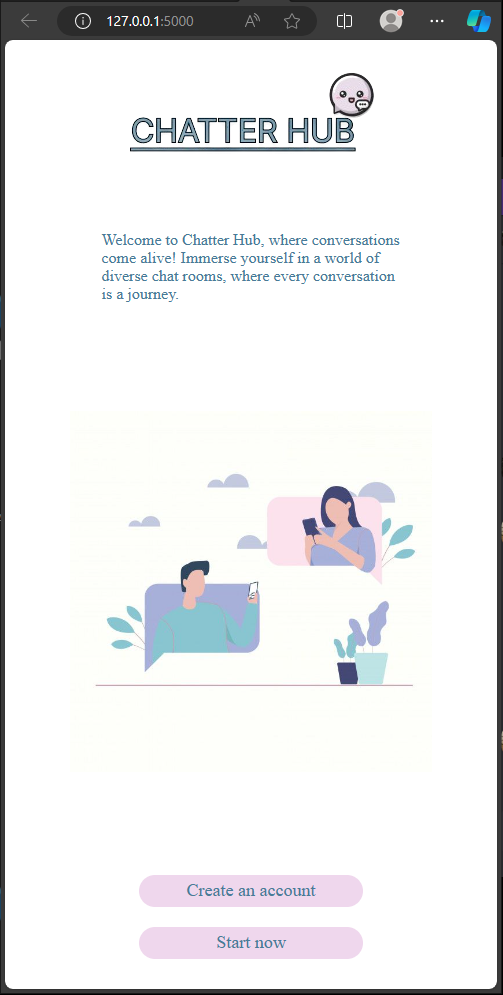 127.0.0.1:5000
CHATTER HUB
Welcome to Chatter Hub, where conversations
come alive! Immerse yourself in a world of
diverse chat rooms, where every conversation
is a journey.
Create an account
Start now